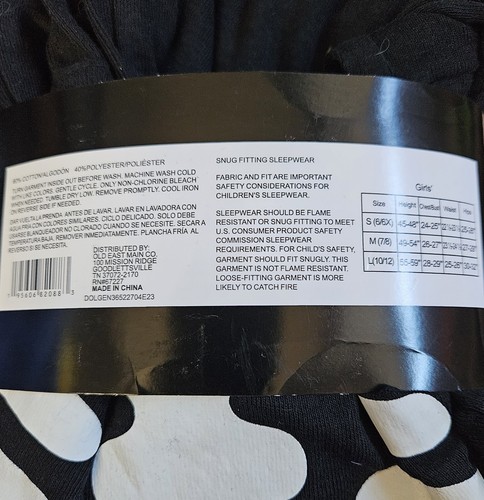 60% COTTON/ALGODÓN 40%POLYESTER/POLIÉSTER
TURN GARMENT INSIDE OUT BEFORE WASH. MACHINE WASH COLD
WITH LIKE COLORS. GENTLE CYCLE. ONLY NON-CHLORINE BLEACH
WHEN NEEDED. TUMBLE DRY LOW. REMOVE PROMPTLY. COOL IRON
ON REVERSE SIDE IF NEEDED.
DAR VUELTA LA PRENDA. ANTES DE LAVAR. LAVAR EN LAVADORA CON
AGUA FRIA CON COLORES SIMILARES. CICLO DELICADO. SOLO DEBE
USARSE BLANQUEADOR NO CLORADO CUANDO SE NECESITE. SECAR A
TEMPERATURA BAJA. REMOVER INMEDIATAMENTE. PLANCHA FRÍA AL
REVERSO SI SE NECESITA.
DISTRIBUTED BY:
OLD EAST MAIN CO.
100 MISSION RIDGE
GOODLETTSVILLE
TN 37072-2170
RN#67227
MADE IN CHINA
DOLGEN36522704E23
1 95606 62088 3
SNUG FITTING SLEEPWEAR
FABRIC AND FIT ARE IMPORTANT
SAFETY CONSIDERATIONS FOR
CHILDREN'S SLEEPWEAR.
SLEEPWEAR SHOULD BE FLAME
RESISTANT OR SNUG FITTING TO MEET
U.S. CONSUMER PRODUCT SAFETY
COMMISSION SLEEPWEAR
REQUIREMENTS. FOR CHILD'S SAFETY,
GARMENT SHOULD FIT SNUGLY. THIS
GARMENT IS NOT FLAME RESISTANT.
LOOSE-FITTING GARMENT IS MORE
LIKELY TO CATCH FIRE
Girls'
Size Height Chest/Bust Waist Hips
S (6/6X) 45-48" 24-25"
M (7/8) 49-54" 26-27"
L(10/12) 55-59" 28-29"